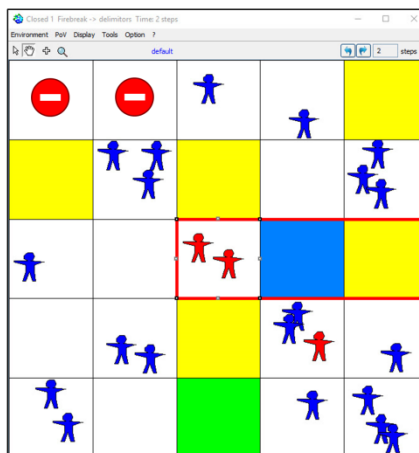 Closed 1 Firebreak -> delimitors Time: 2 steps
Environment PoV Display Tools Option ?
default 2 steps